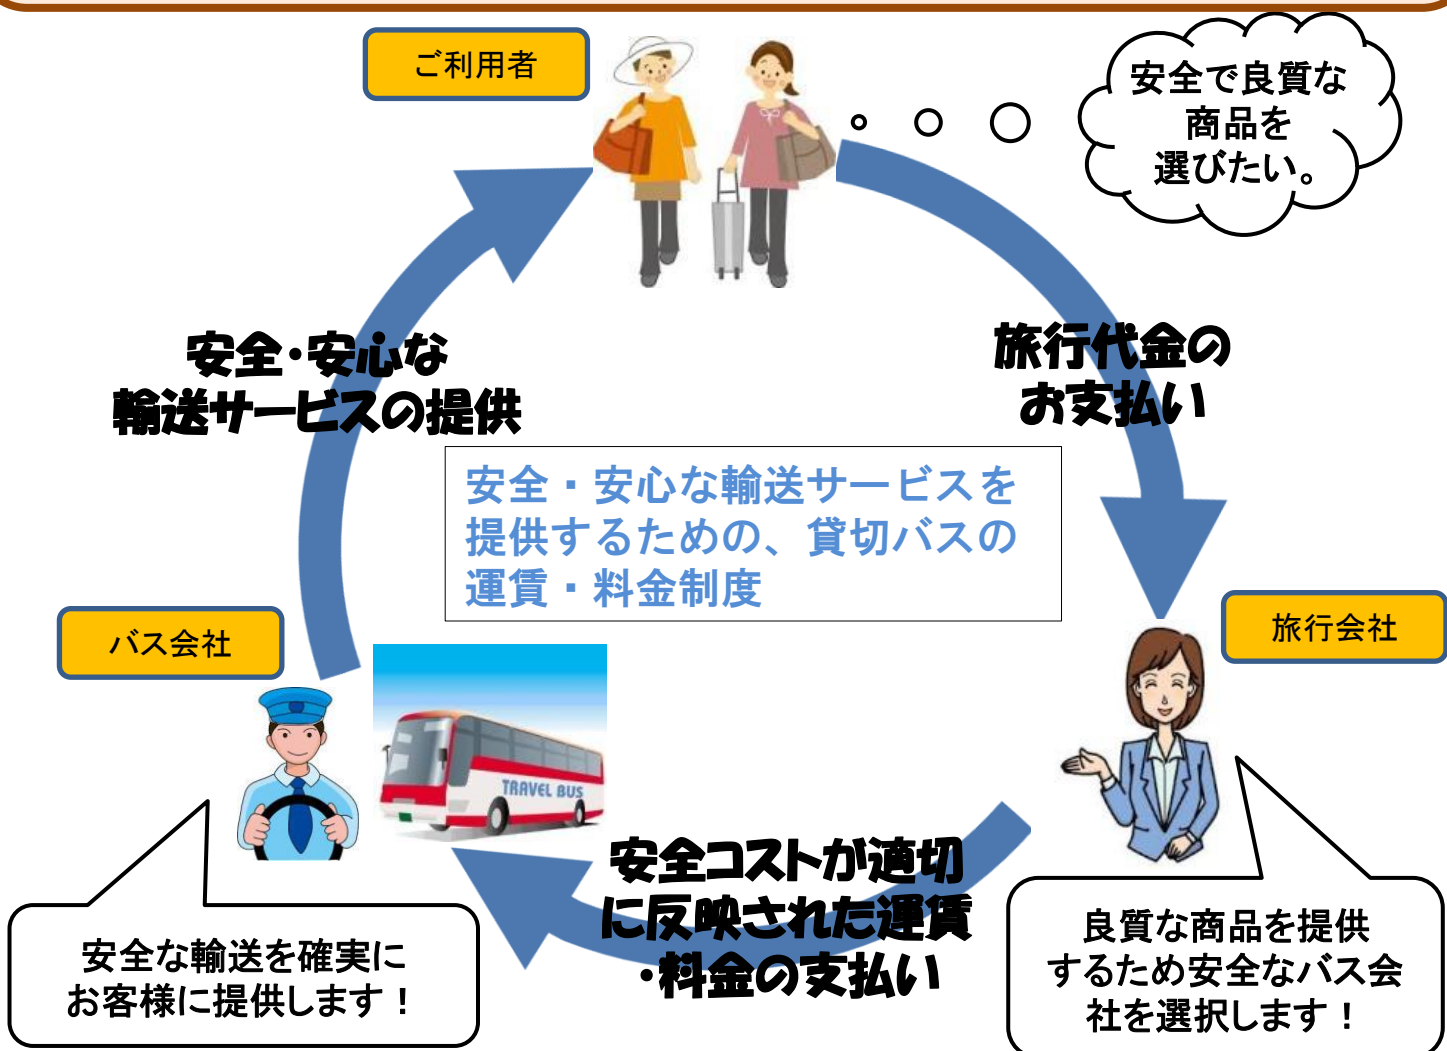 ご利用者
安全で良質な
商品を
選びたい。
安全・安心な
輸送サービスの提供
旅行代金の
お支払い
安全・安心な輸送サービスを
提供するための、貸切バスの
運賃・料金制度
バス会社
旅行会社
TRAVEL BUS
安全コストが適切
に反映された運賃
・料金の支払い
安全な輸送を確実に
お客様に提供します！
良質な商品を提供
するため安全なバス会
社を選択します！